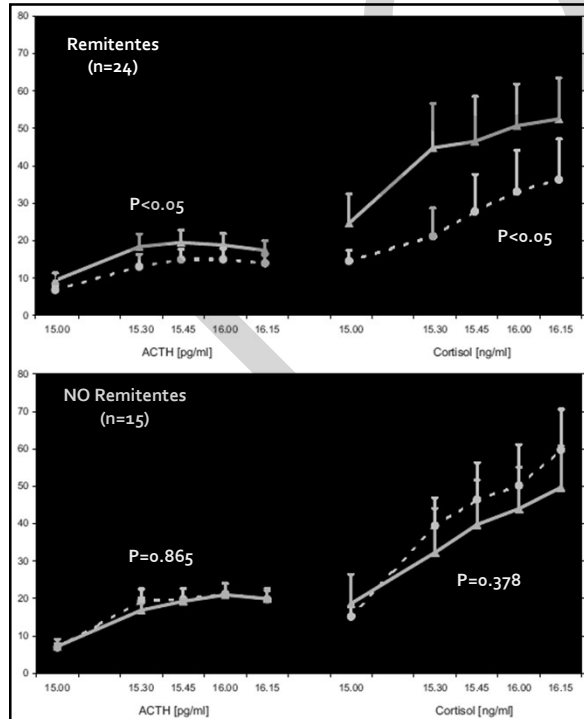 80
Remitentes
(n=24)
70
60
50
40
30
P<0.05
20
P<0.05
10
0
15.00 15.30 15.45 16.00 16.15 15.00 15.30 15.45 16.00 16.15
ACTH [pg/ml] Cortisol [ng/ml]
80
NO Remitentes
(n=15)
70
60
50
40
30
P=0.865
P=0.378
20
10
0
15.00 15.30 15.45 16.00 16.15 15.00 15.30 15.45 16.00 16.15
ACTH [pg/ml] Cortisol [ng/ml]